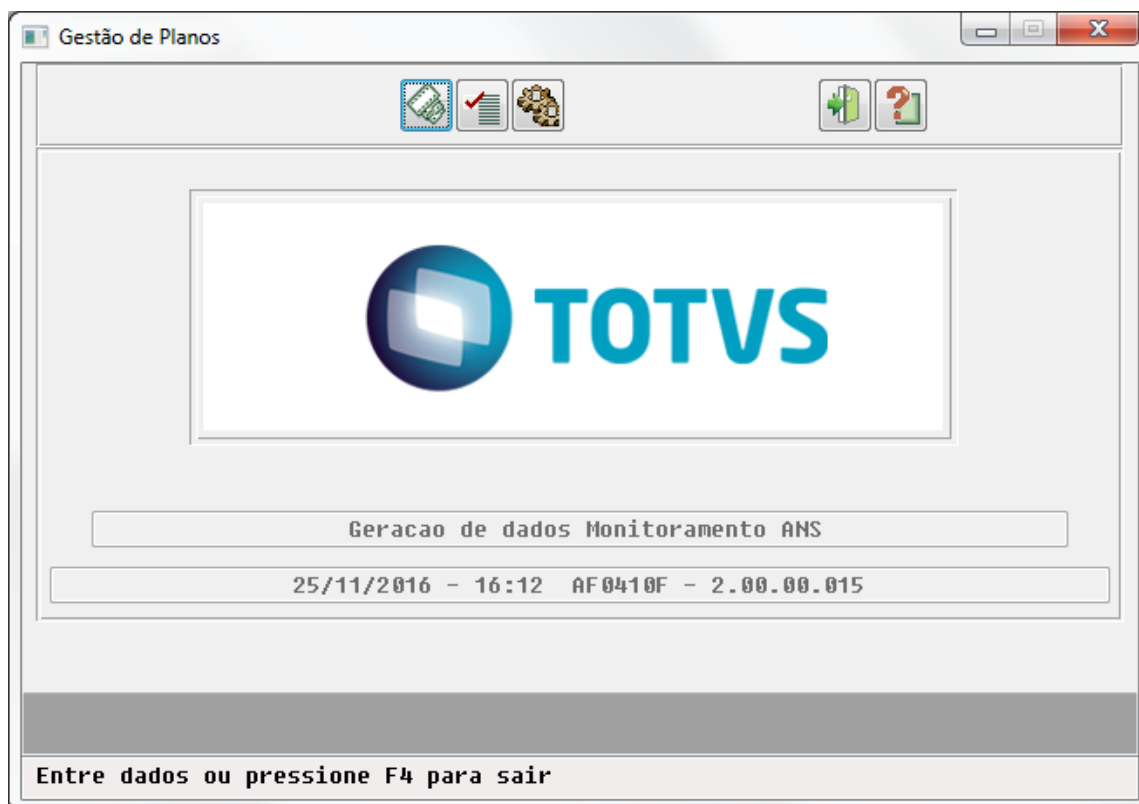 Gestão de Planos
TOTVS
Geracao de dados Monitoramento ANS
25/11/2016 - 16:12 AF0410F - 2.00.00.015
Entre dados ou pressione F4 para sair